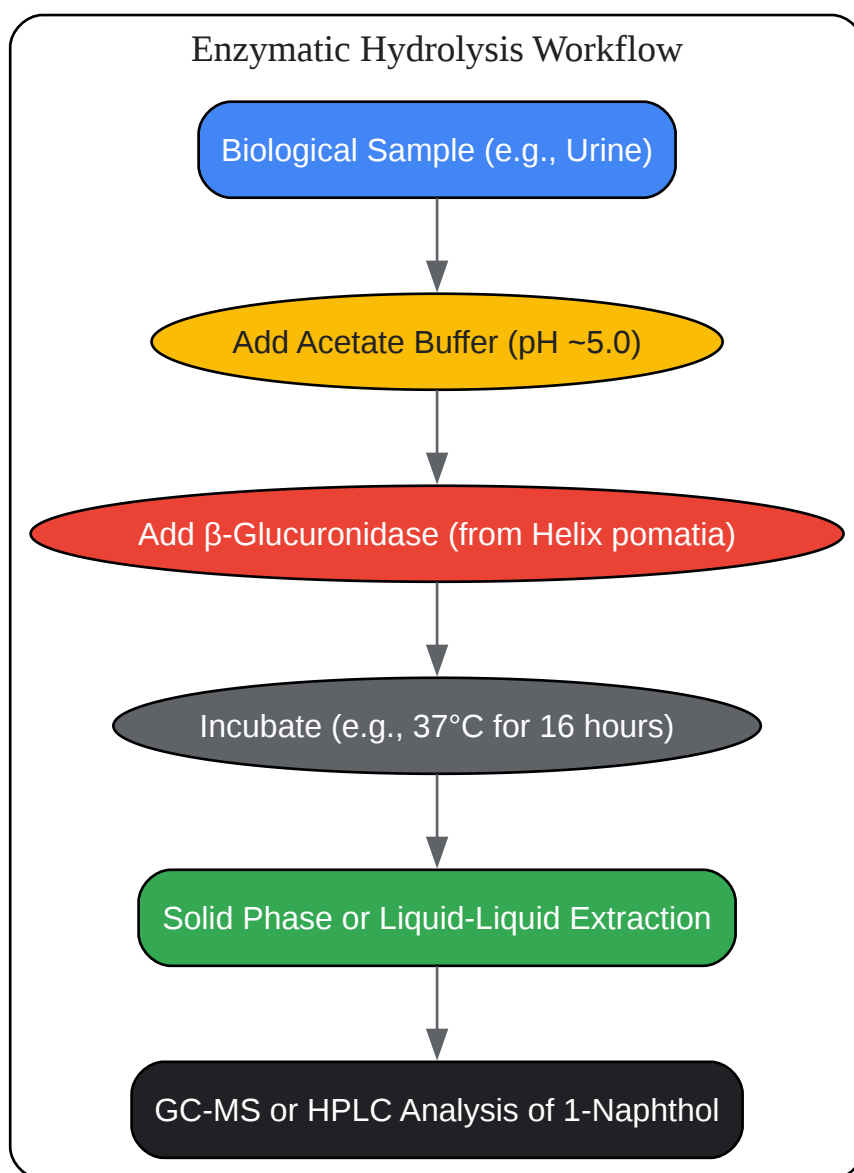 Enzymatic Hydrolysis Workflow
Biological Sample (e.g., Urine)
Add Acetate Buffer (pH ~5.0)
Add β-Glucuronidase (from Helix pomatia)
Incubate (e.g., 37°C for 16 hours)
Solid Phase or Liquid-Liquid Extraction
GC-MS or HPLC Analysis of 1-Naphthol